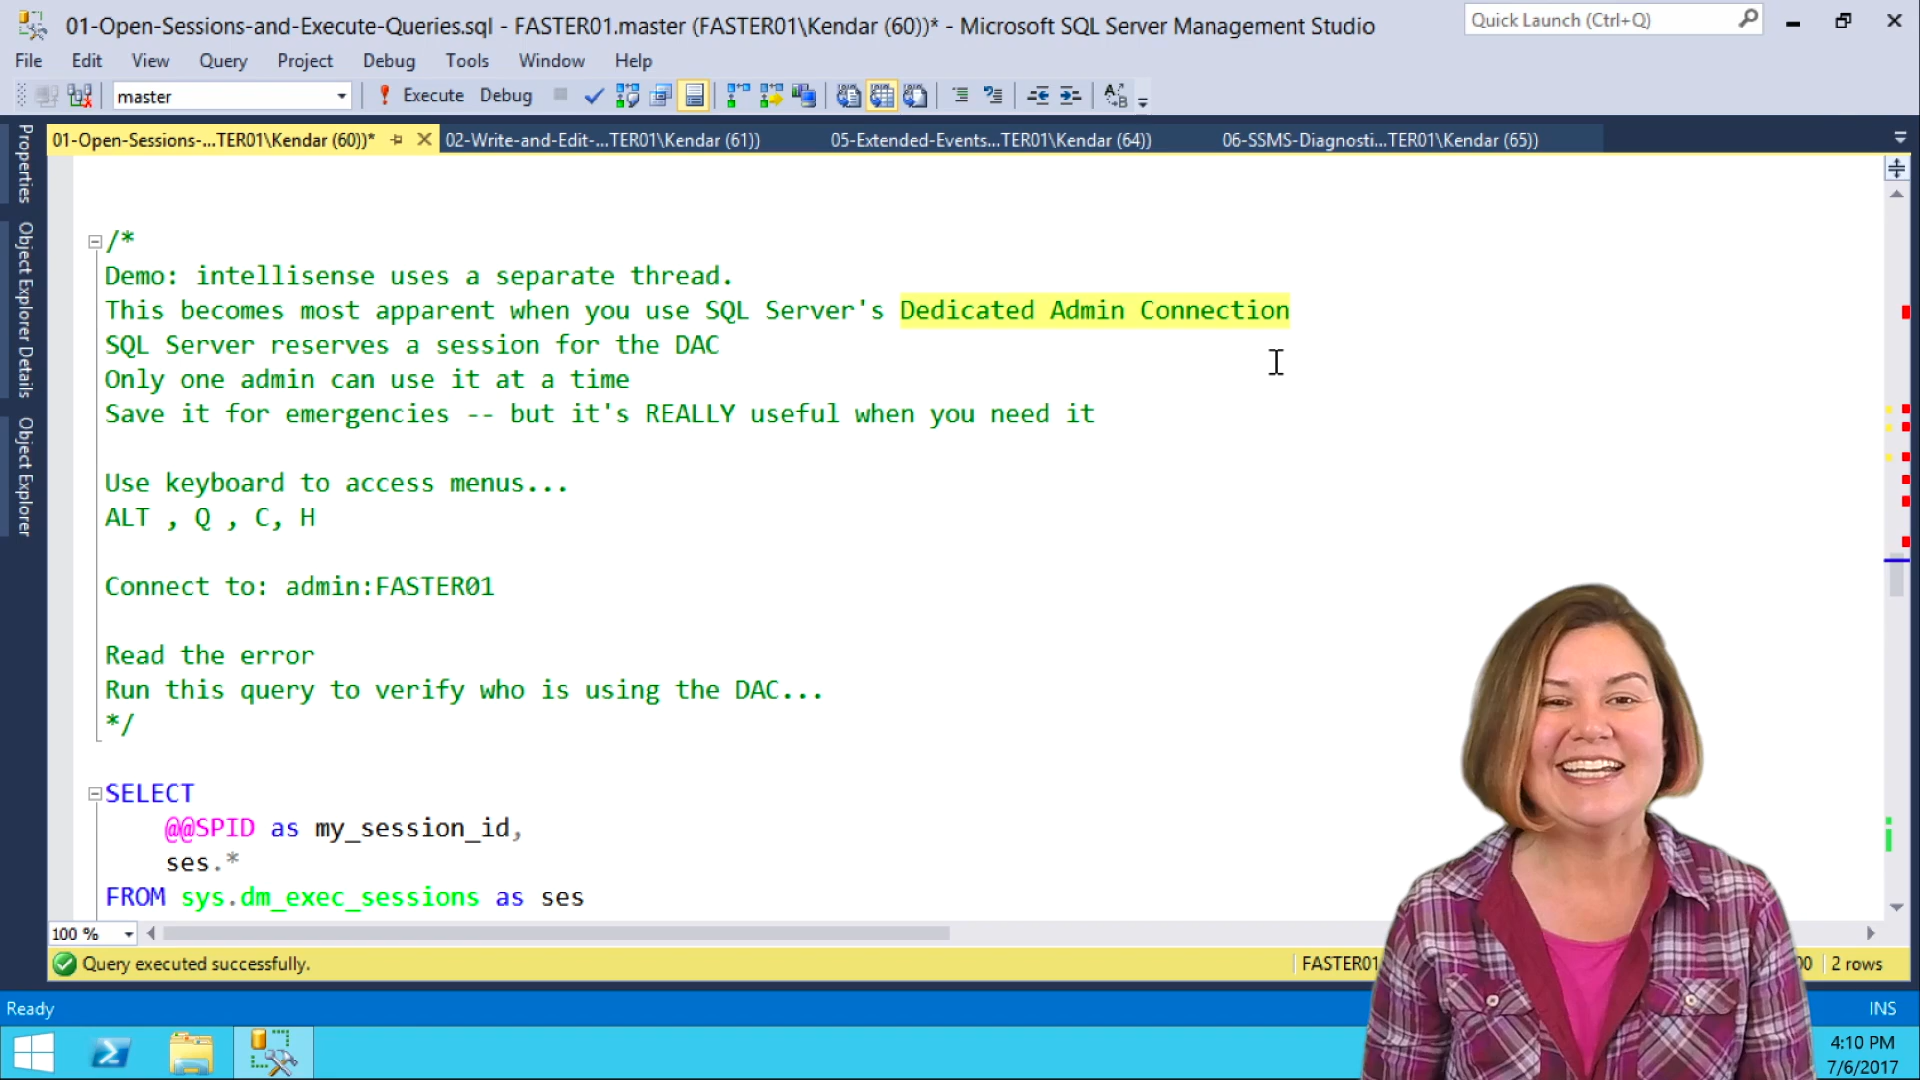 01-Open-Sessions-and-Execute-Queries.sql - FASTER01.master (FASTER01\Kendar (60))* - Microsoft SQL Server Management Studio
Quick Launch (Ctrl+Q)
File Edit View Query Project Debug Tools Window Help
master
Execute Debug
01-Open-Sessions-...TER01\Kendar (60))* 02-Write-and-Edit-...TER01\Kendar (61)) 05-Extended-Events...TER01\Kendar (64)) 06-SSMS-Diagnosti...TER01\Kendar (65))
Properties
Object Explorer Details
Object Explorer
/*
Demo: intellisense uses a separate thread.
This becomes most apparent when you use SQL Server's Dedicated Admin Connection
SQL Server reserves a session for the DAC
Only one admin can use it at a time
Save it for emergencies -- but it's REALLY useful when you need it
Use keyboard to access menus...
ALT , Q , C, H
Connect to: admin:FASTER01
Read the error
Run this query to verify who is using the DAC...
*/
SELECT
@@SPID as my_session_id,
ses.*
FROM sys.dm_exec_sessions as ses
100 %
Query executed successfully. FASTER01 00 2 rows
Ready INS
4:10 PM
7/6/2017